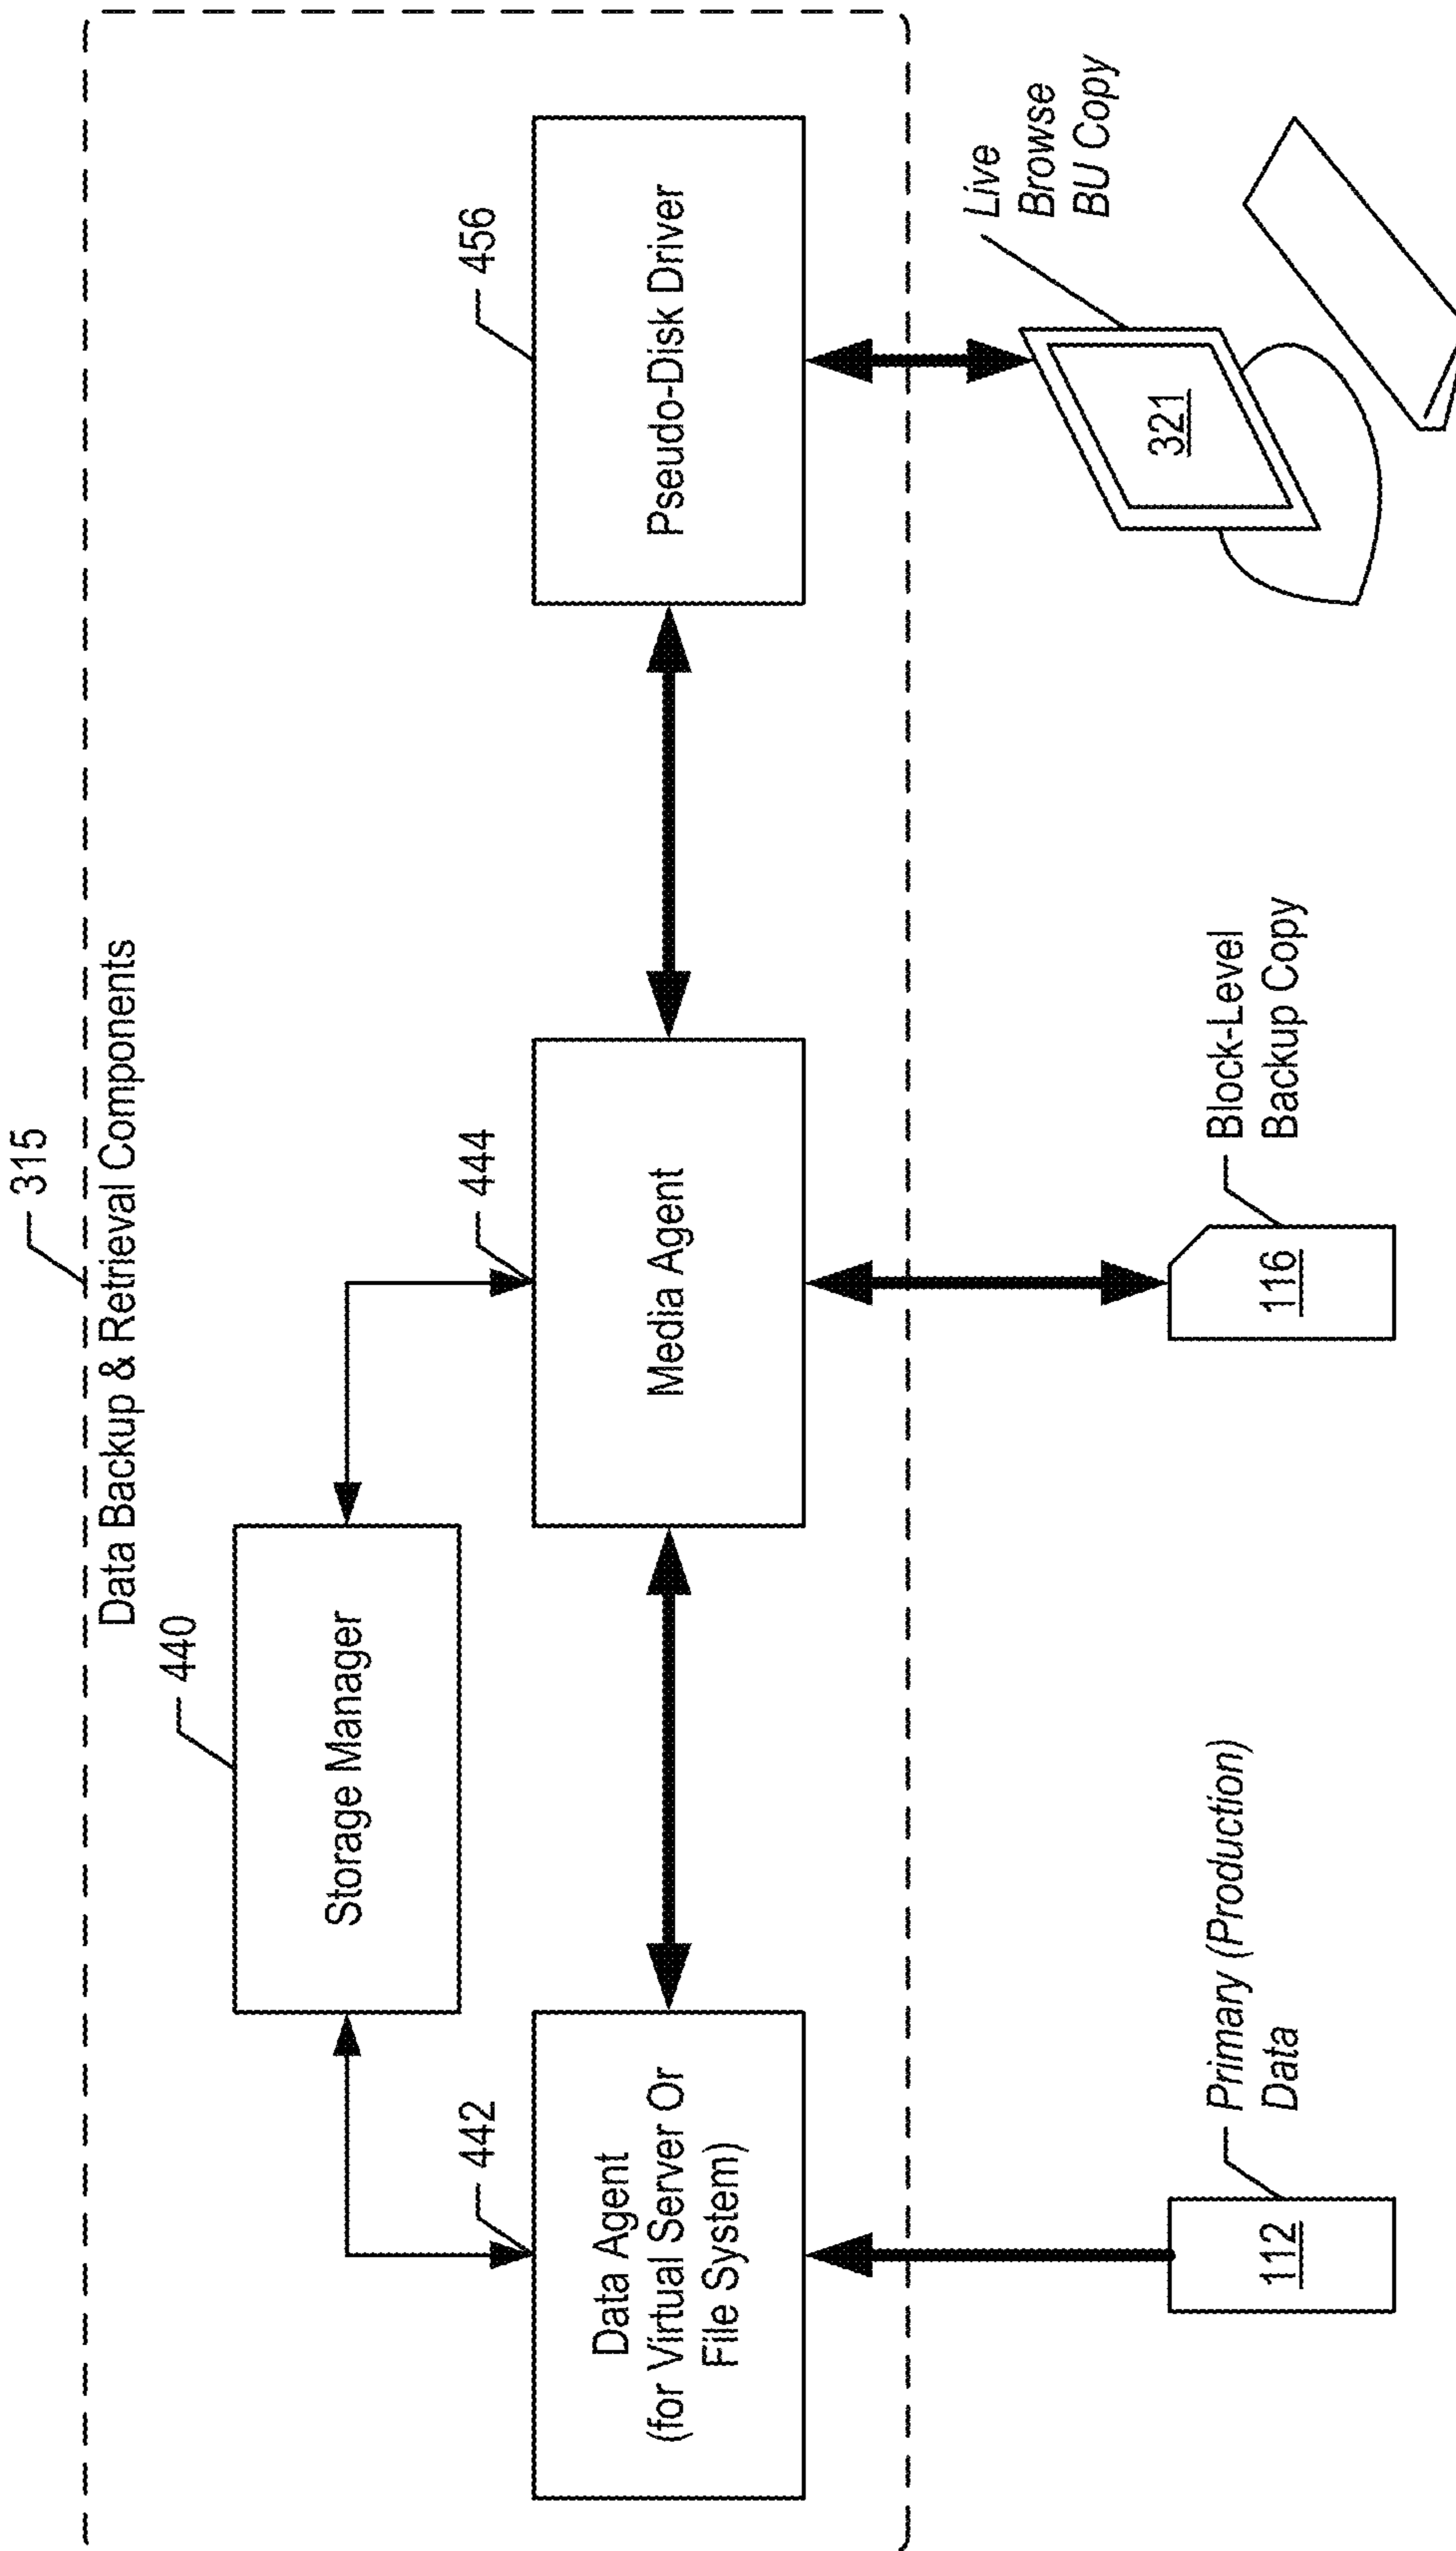 315
Data Backup & Retrieval Components
440
Storage Manager
442
Data Agent
(for Virtual Server Or
File System)
444
Media Agent
456
Pseudo-Disk Driver
112
Primary (Production)
Data
116
Block-Level
Backup Copy
321
Live
Browse
BU Copy